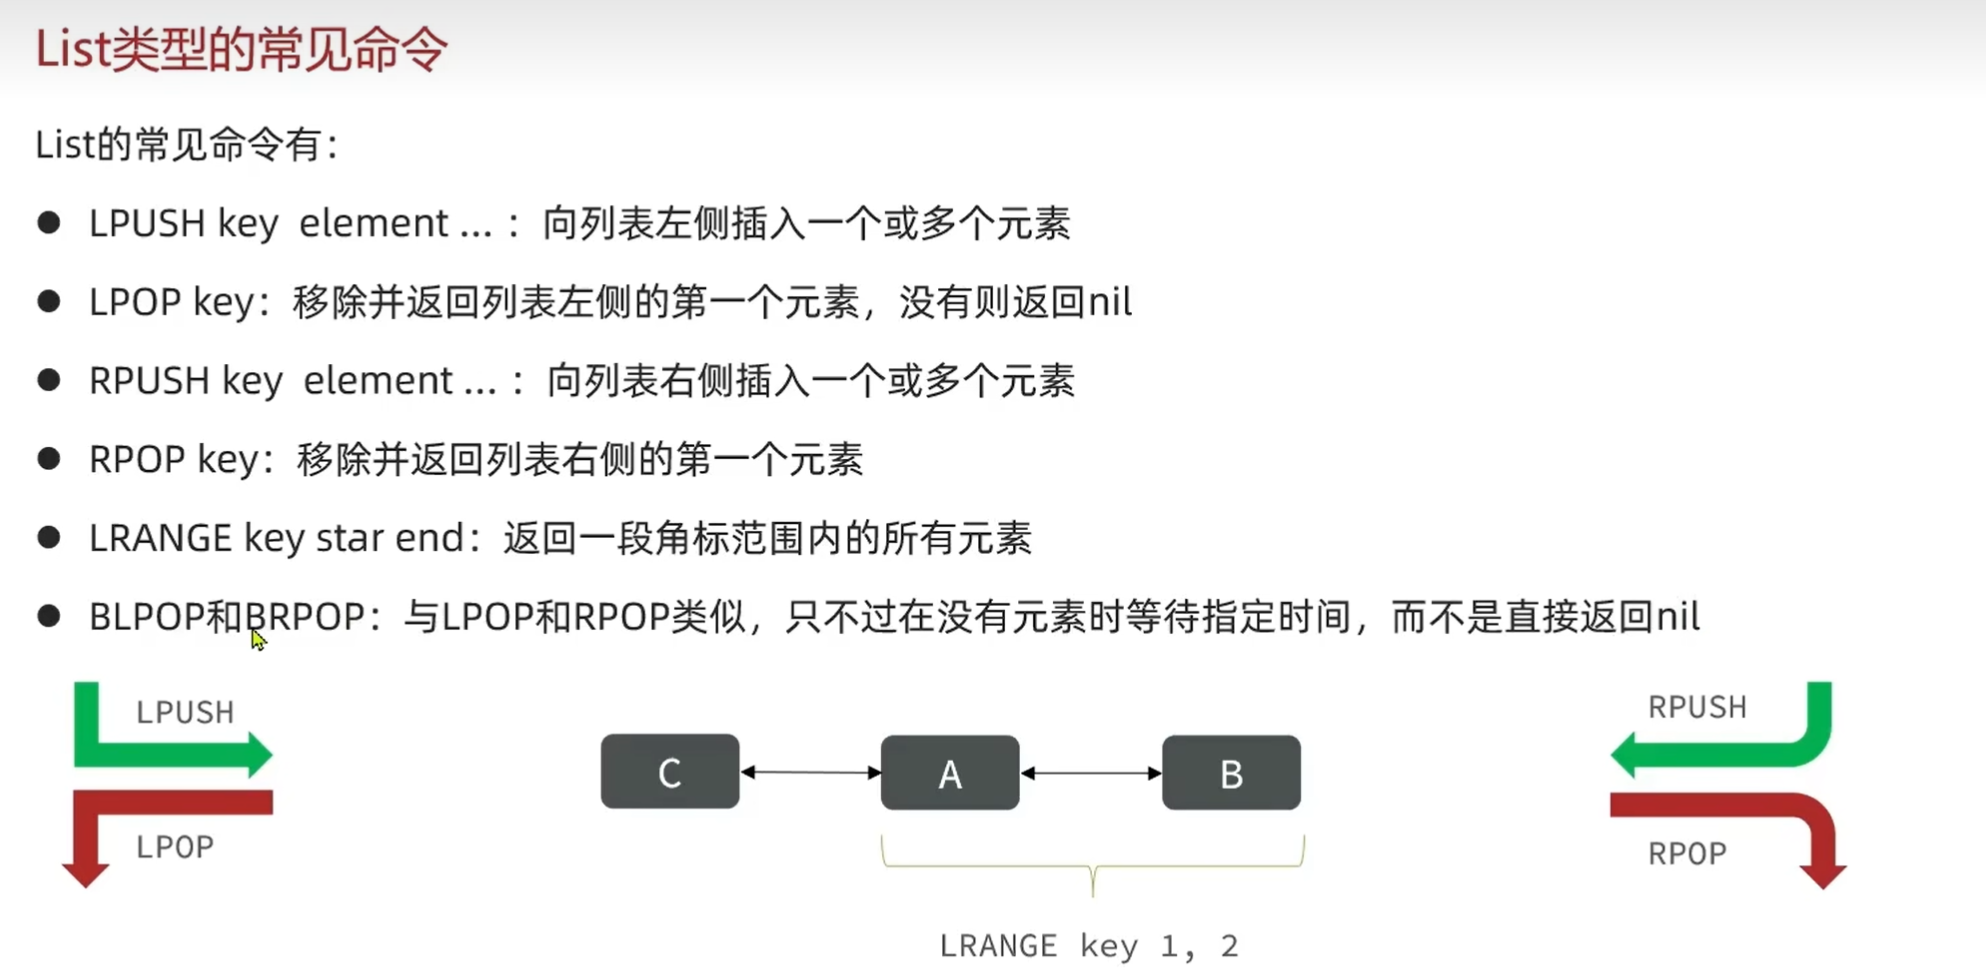 List类型的常见命令
List的常见命令有：
● LPUSH key  element ... ：向列表左侧插入一个或多个元素
● LPOP key：移除并返回列表左侧的第一个元素，没有则返回nil
● RPUSH key  element ... ：向列表右侧插入一个或多个元素
● RPOP key：移除并返回列表右侧的第一个元素
● LRANGE key star end：返回一段角标范围内的所有元素
● BLPOP和BRPOP：与LPOP和RPOP类似，只不过在没有元素时等待指定时间，而不是直接返回nil
LPUSH
RPUSH
C
A
B
LPOP
RPOP
LRANGE key 1, 2